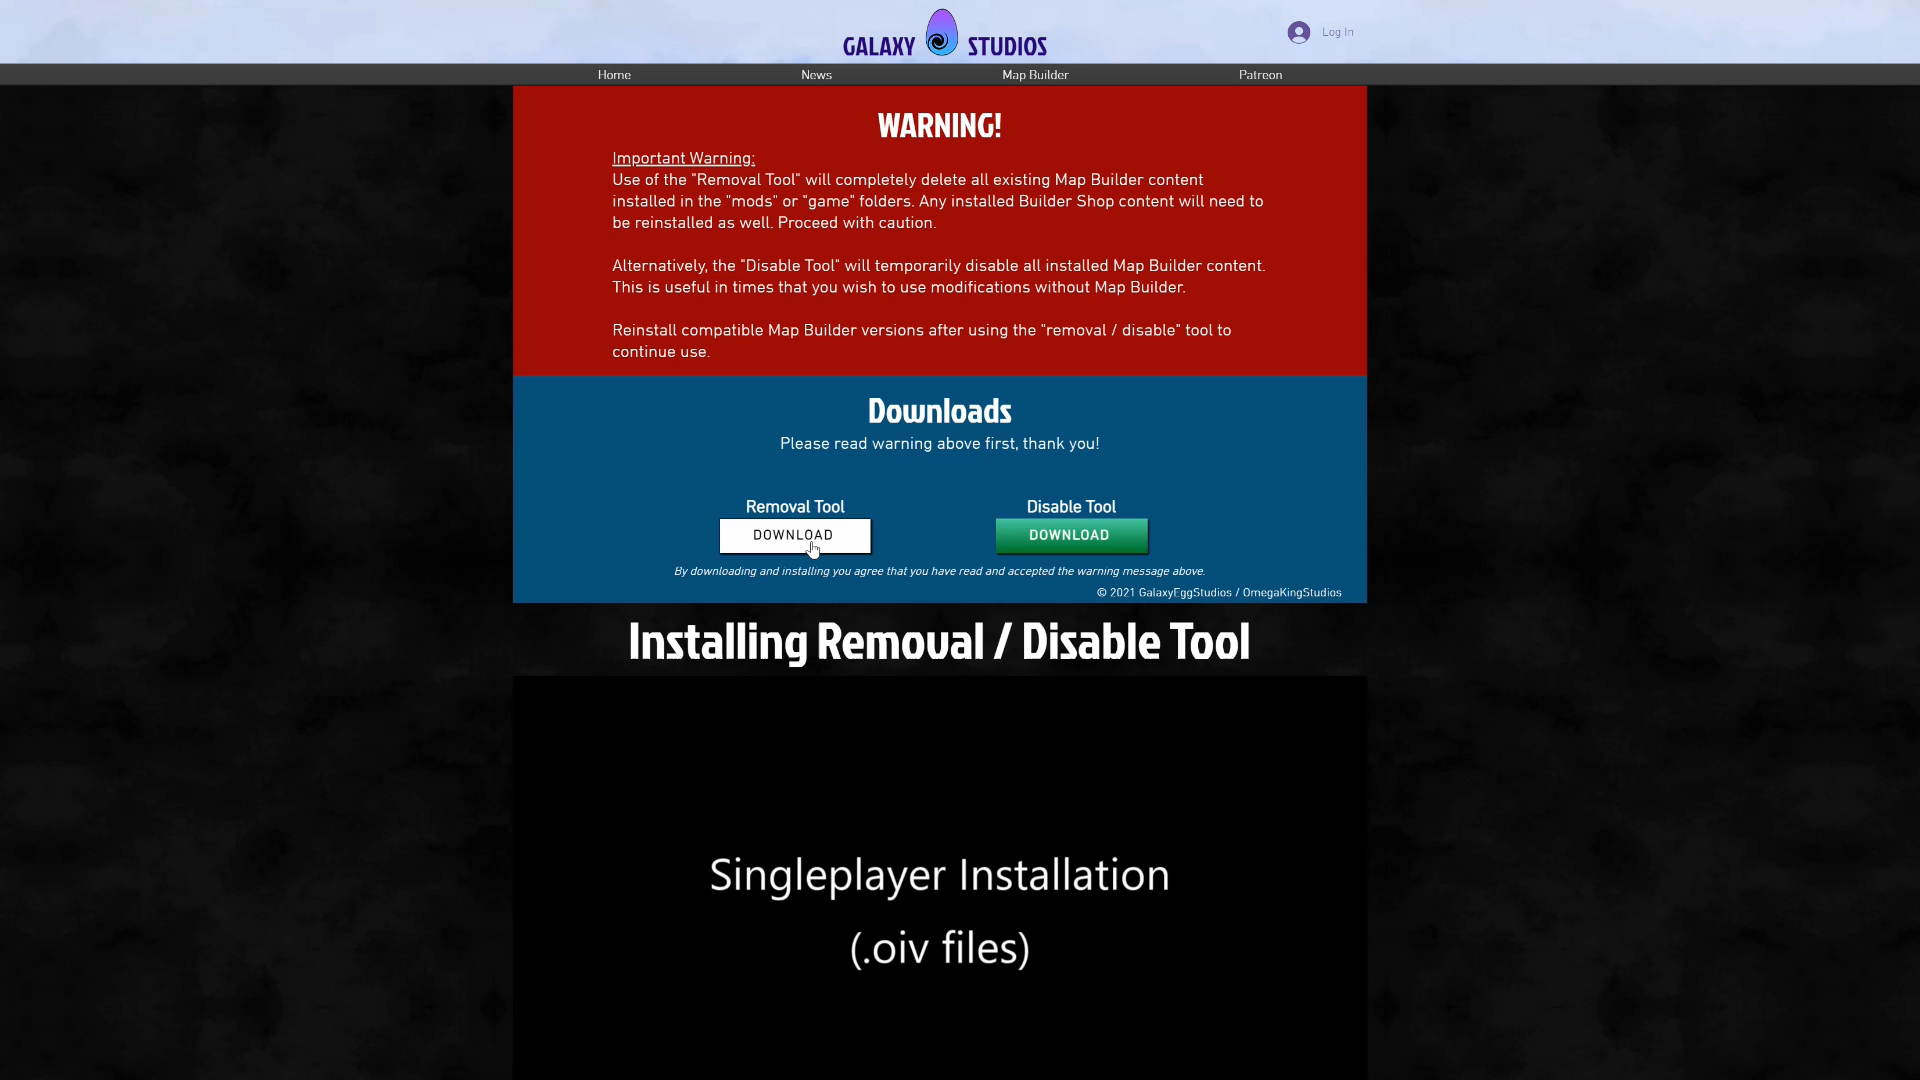 GALAXY STUDIOS
Log In
Home News Map Builder Patreon
WARNING!
Important Warning:
Use of the "Removal Tool" will completely delete all existing Map Builder content
installed in the "mods" or "game" folders. Any installed Builder Shop content will need to
be reinstalled as well. Proceed with caution.
Alternatively, the "Disable Tool" will temporarily disable all installed Map Builder content.
This is useful in times that you wish to use modifications without Map Builder.
Reinstall compatible Map Builder versions after using the "removal / disable" tool to
continue use.
Downloads
Please read warning above first, thank you!
Removal Tool Disable Tool
DOWNLOAD DOWNLOAD
By downloading and installing you agree that you have read and accepted the warning message above.
© 2021 GalaxyEggStudios / OmegaKingStudios
Installing Removal / Disable Tool
Singleplayer Installation
(.oiv files)